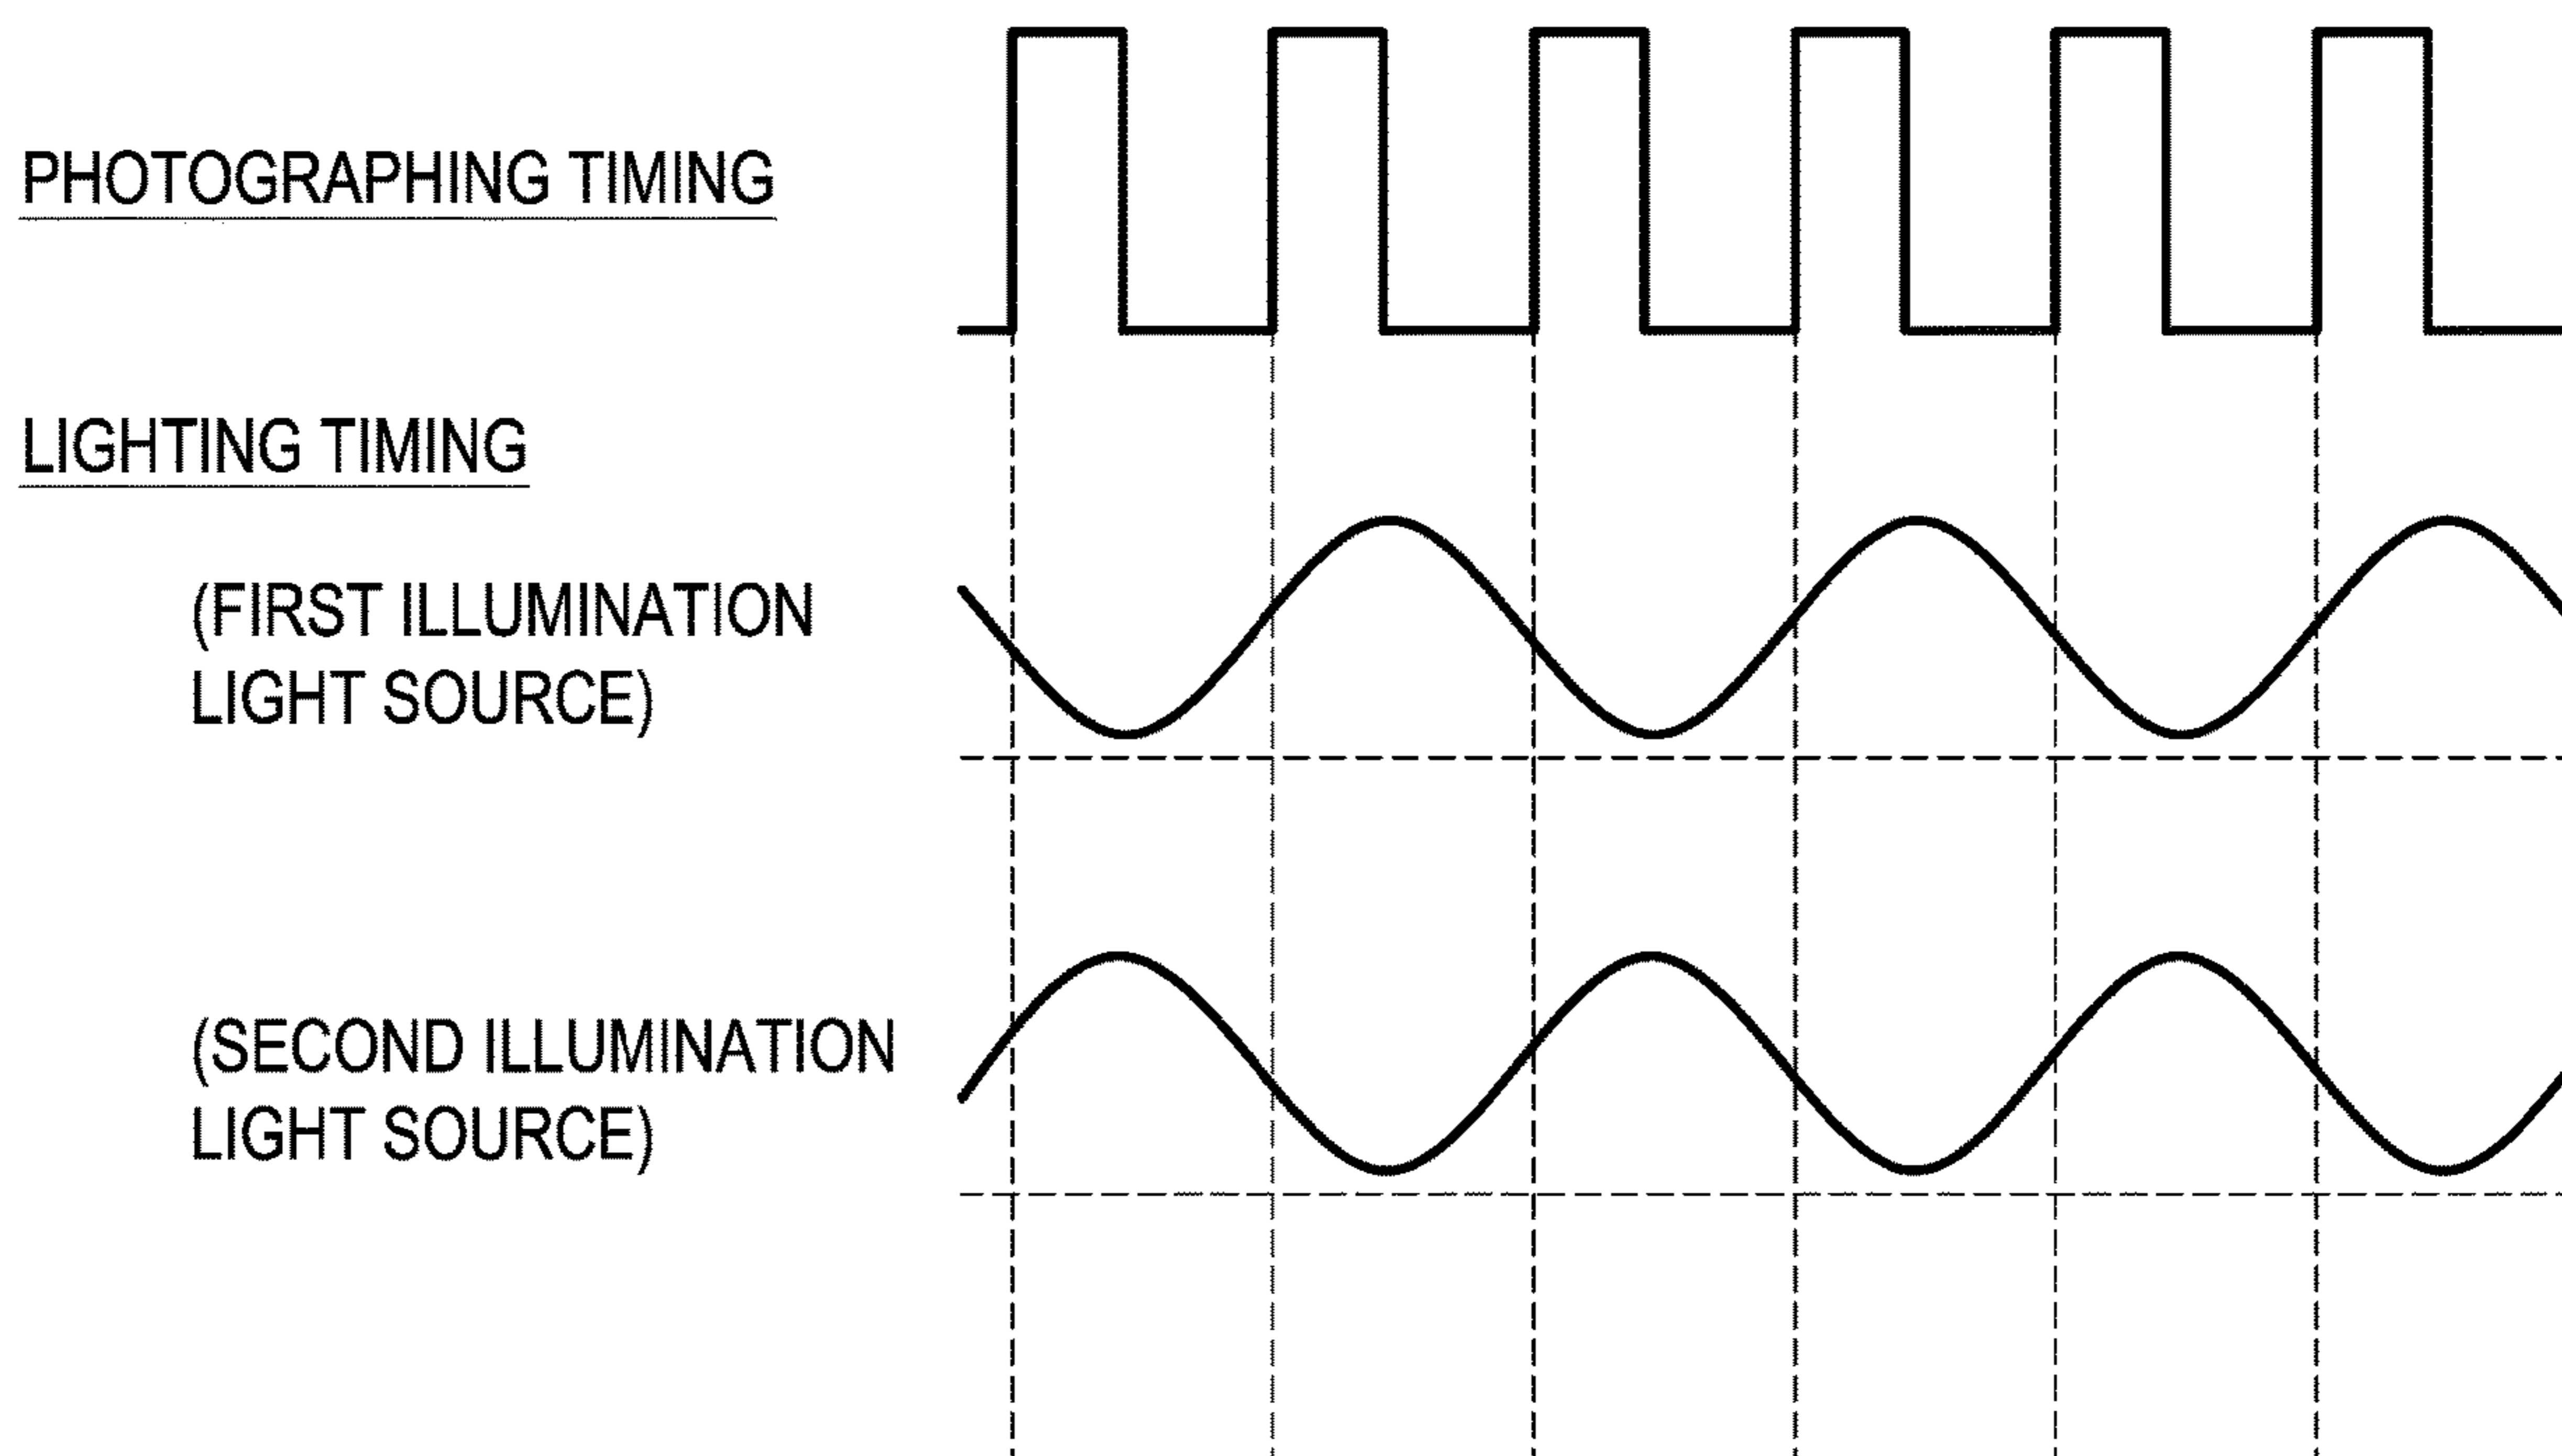 PHOTOGRAPHING TIMING
LIGHTING TIMING
(FIRST ILLUMINATION
LIGHT SOURCE)
(SECOND ILLUMINATION
LIGHT SOURCE)